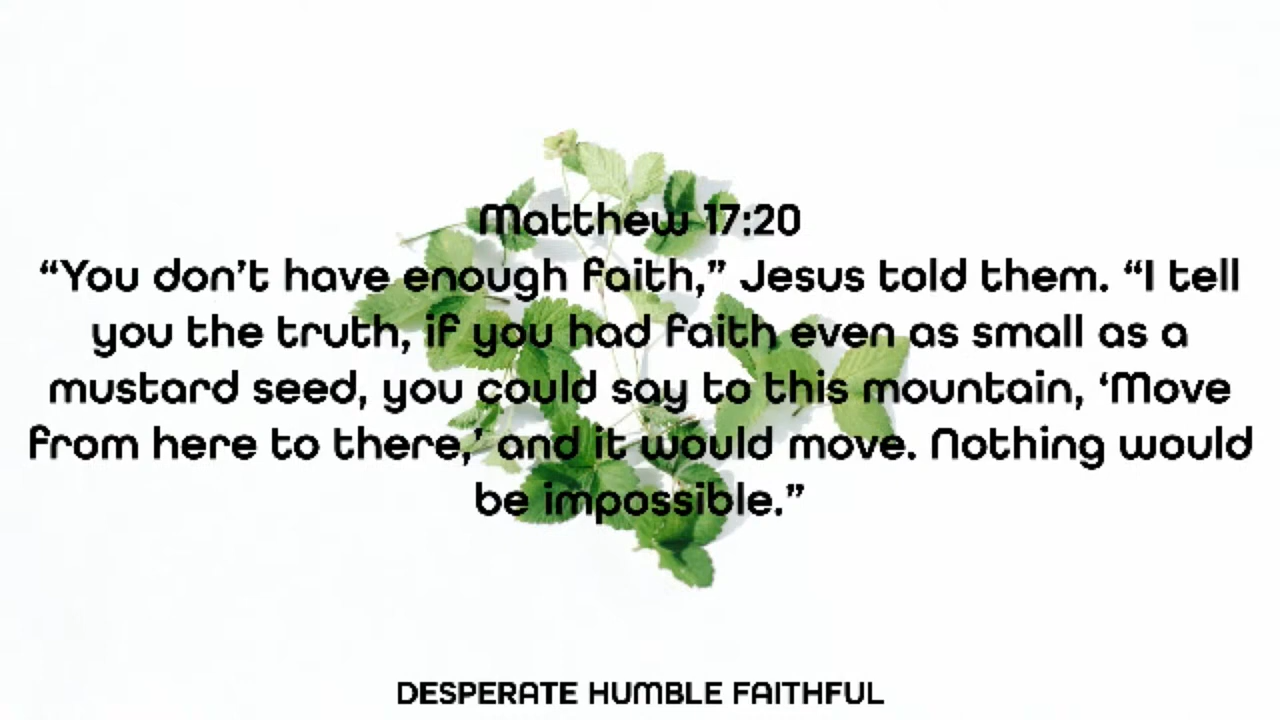 Matthew 17:20
“You don’t have enough faith,” Jesus told them. “I tell
you the truth, if you had faith even as small as a
mustard seed, you could say to this mountain, ‘Move
from here to there,’ and it would move. Nothing would
be impossible.”
DESPERATE HUMBLE FAITHFUL